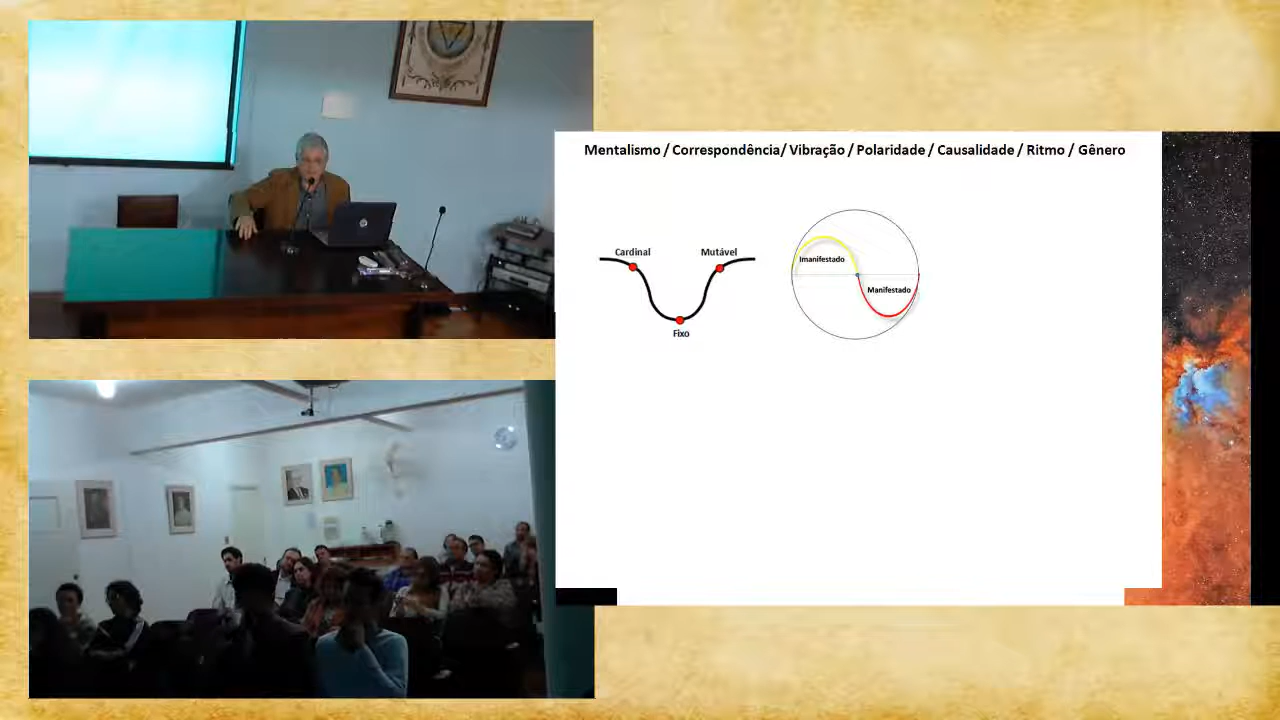 Mentalismo / Correspondência/ Vibração / Polaridade / Causalidade / Ritmo / Gênero
Cardinal
Mutável
Imanifestado
Manifestado
Fixo